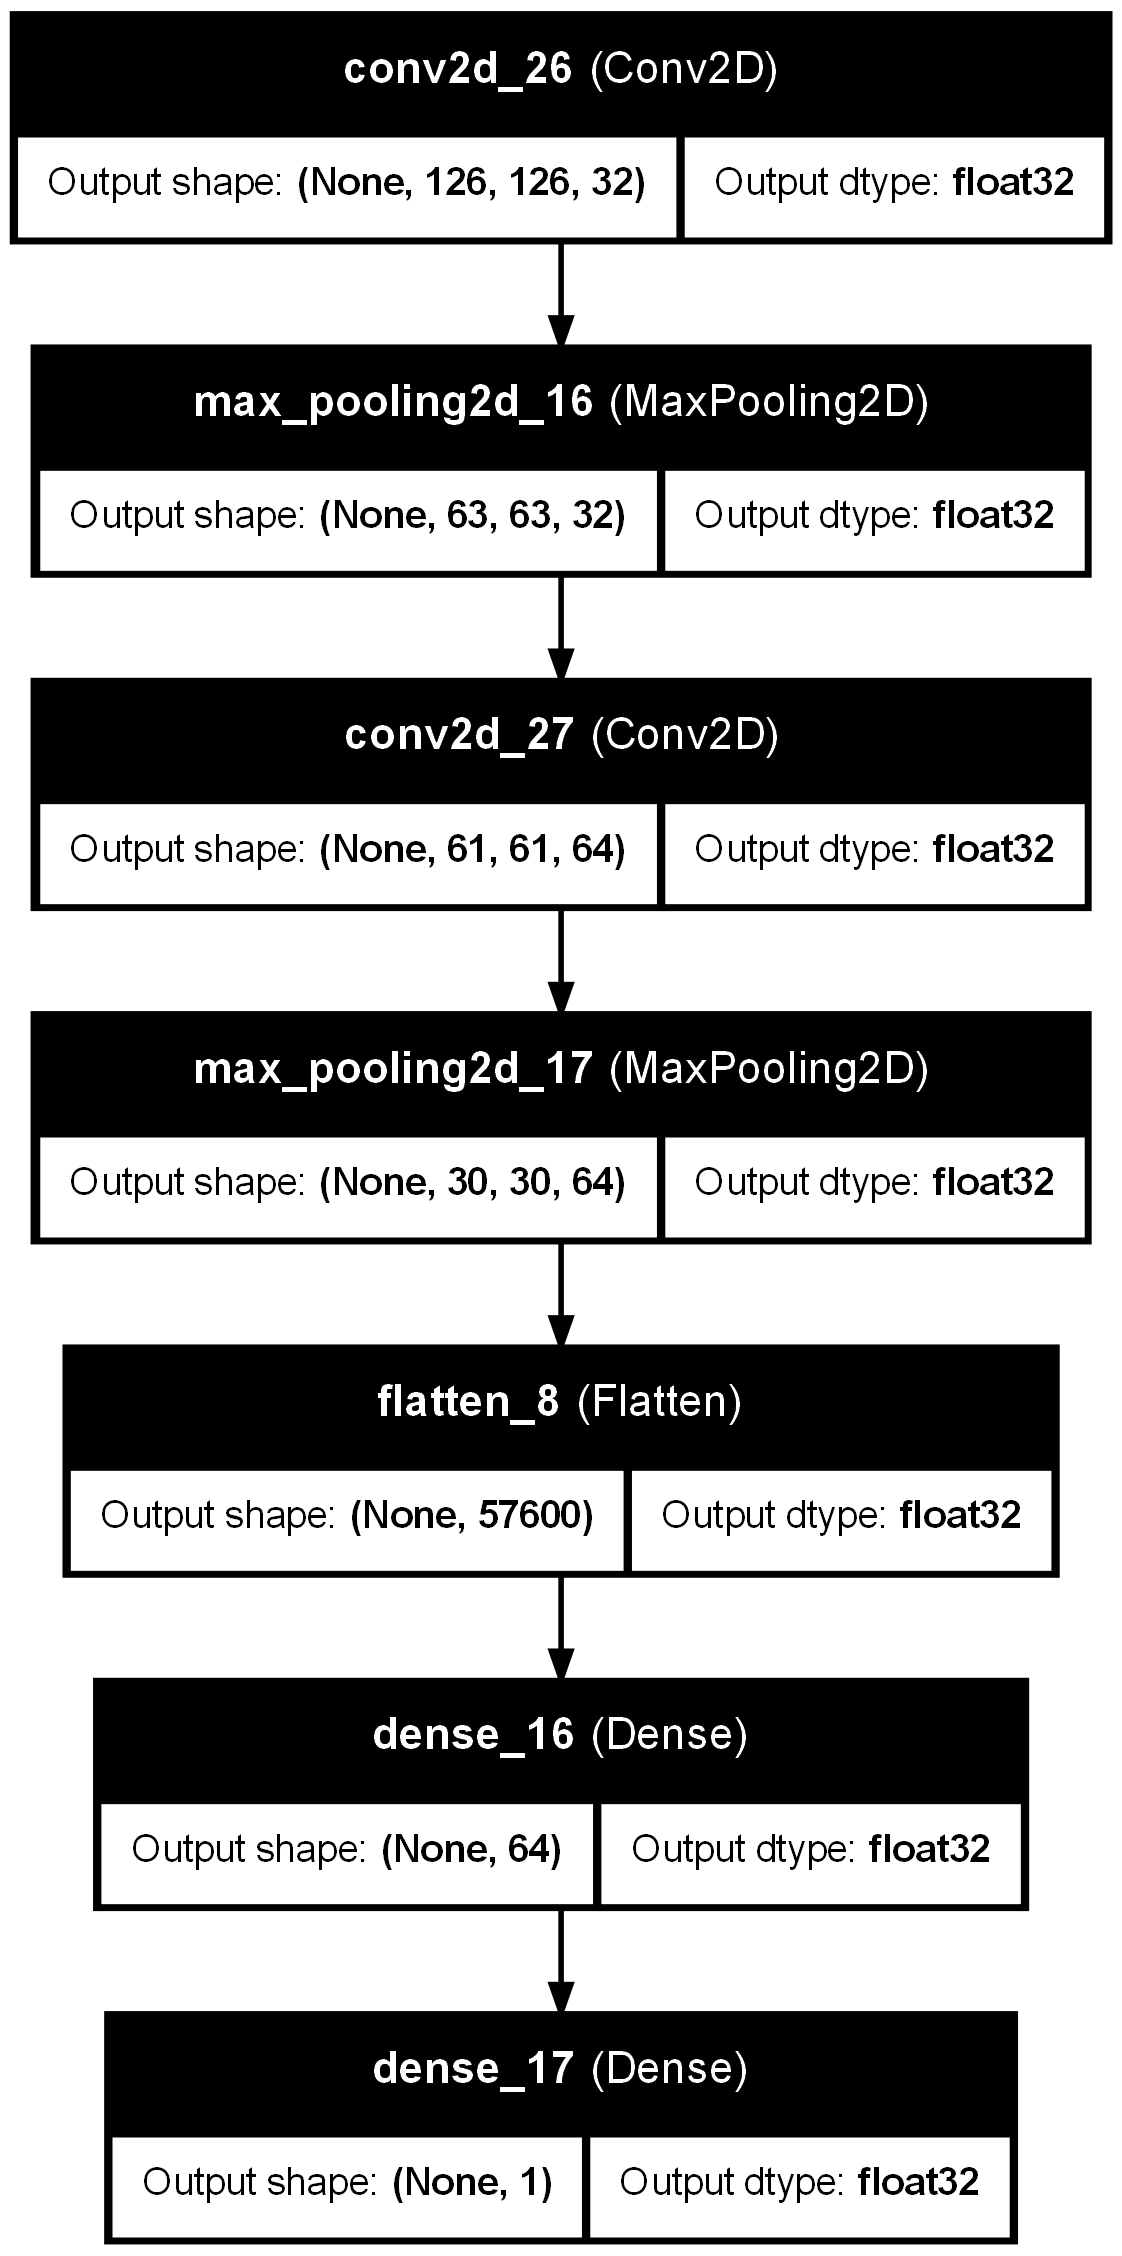 conv2d_26 (Conv2D)
Output shape: (None, 126, 126, 32) Output dtype: float32
max_pooling2d_16 (MaxPooling2D)
Output shape: (None, 63, 63, 32) Output dtype: float32
conv2d_27 (Conv2D)
Output shape: (None, 61, 61, 64) Output dtype: float32
max_pooling2d_17 (MaxPooling2D)
Output shape: (None, 30, 30, 64) Output dtype: float32
flatten_8 (Flatten)
Output shape: (None, 57600) Output dtype: float32
dense_16 (Dense)
Output shape: (None, 64) Output dtype: float32
dense_17 (Dense)
Output shape: (None, 1) Output dtype: float32